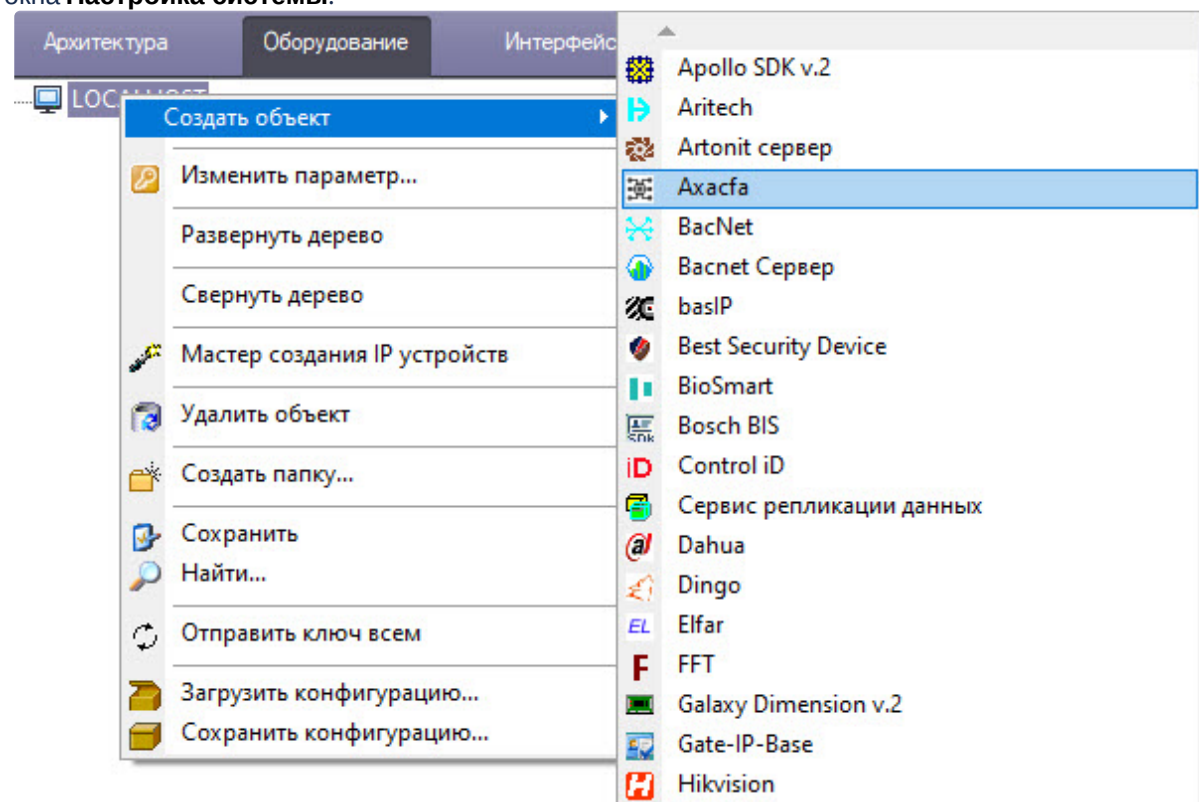 окна Настройка системы.
Архитектура Оборудование Интерфейс
LOCALHOST
Создать объект
Изменить параметр...
Развернуть дерево
Свернуть дерево
Мастер создания IP устройств
Удалить объект
Создать папку...
Сохранить
Найти...
Отправить ключ всем
Загрузить конфигурацию...
Сохранить конфигурацию...
Apollo SDK v.2
Aritech
Artonit сервер
Axacfa
BacNet
Bacnet Сервер
basIP
Best Security Device
BioSmart
Bosch BIS
Control iD
Сервис репликации данных
Dahua
Dingo
Elfar
FFT
Galaxy Dimension v.2
Gate-IP-Base
Hikvision